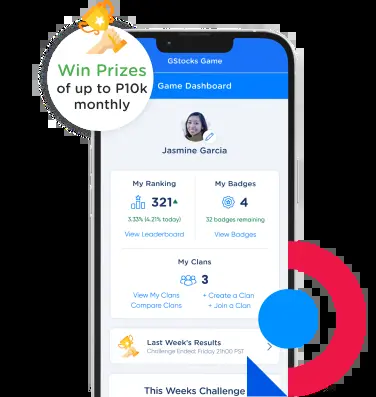 Win Prizes
of up to P10k
monthly
GStocks Game
Game Dashboard
Jasmine Garcia
My Ranking
321
3.33% (4.21% today)
View Leaderboard
My Badges
4
32 badges remaining
View Badges
My Clans
3
View My Clans
+ Create a Clan
Compare Clans
+ Join a Clan
Last Week's Results
Challenge Ended: Friday 21h00 PST
This Weeks Challenge